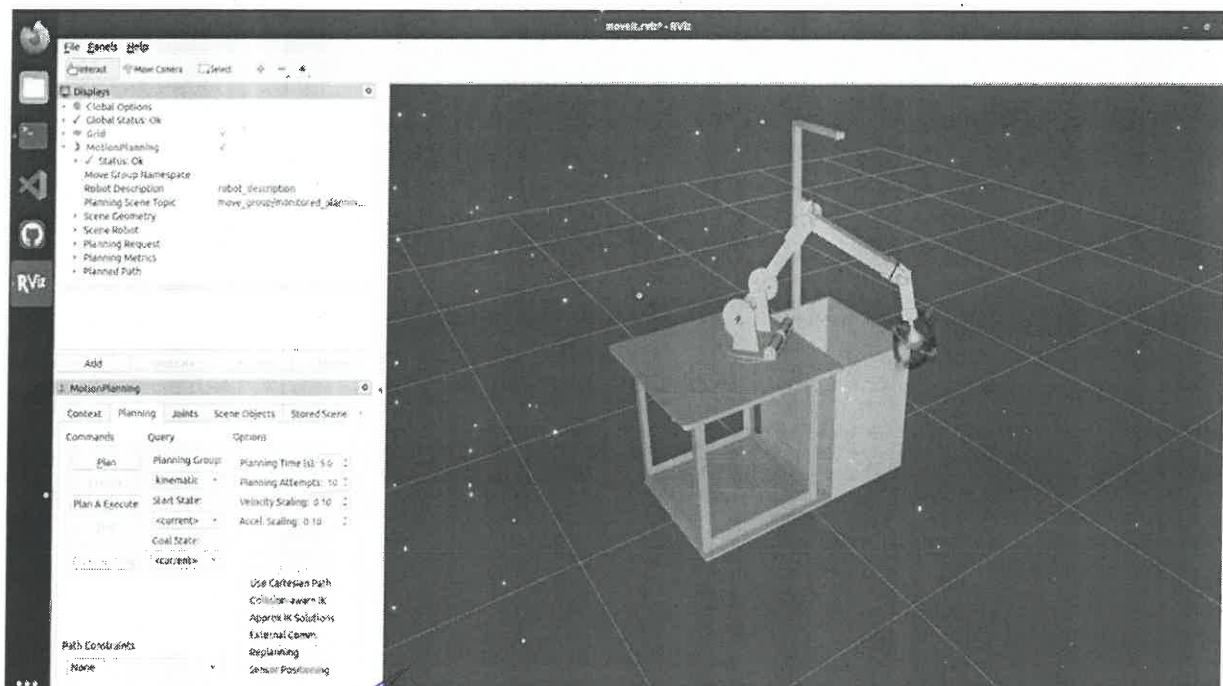 moveit.rviz* - RViz
File Panels Help
Interact Move Camera Select
Displays
Global Options
Global Status: Ok
Grid
MotionPlanning
Status: Ok
Move Group Namespace
Robot Description robot_description
Planning Scene Topic move_group/monitored_plannin...
Scene Geometry
Scene Robot
Planning Request
Planning Metrics
Planned Path
RViz
Add
MotionPlanning
Context Planning Joints Scene Objects Stored Scene
Commands Query Options
Plan Planning Group: Planning Time (s): 5.0
kinematic Planning Attempts: 10
Plan & Execute Start State: Velocity Scaling: 0.10
<current> Accel. Scaling: 0.10
Goal State:
<current>
Use Cartesian Path
Collision-aware IK
Approx IK Solutions
External Comm.
Replanning
Sensor Positioning
Path Constraints
None